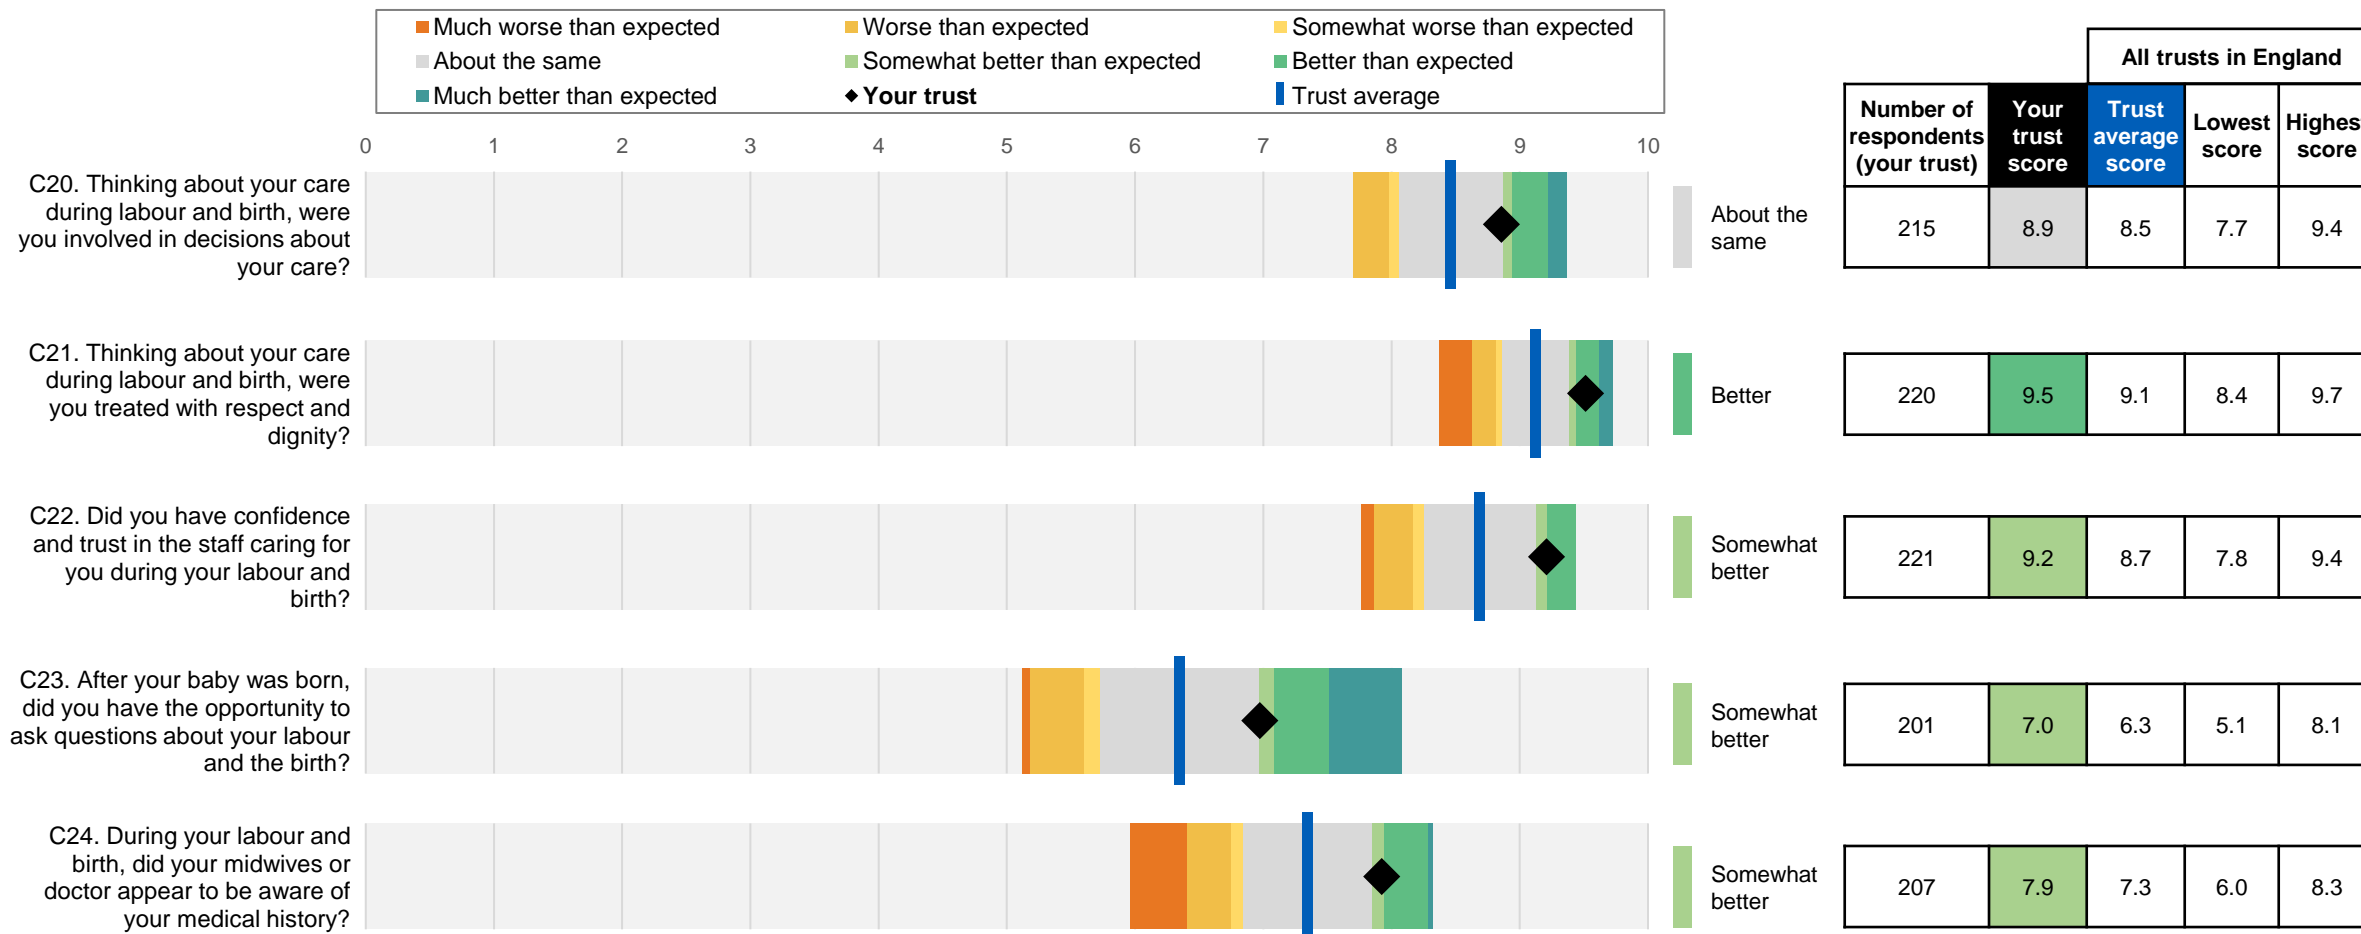 Much worse than expected
Worse than expected
Somewhat worse than expected
About the same
Somewhat better than expected
Better than expected
Much better than expected
Your trust
Trust average
All trusts in England
Number of
respondents
(your trust)
Your
trust
score
Trust
average
score
Lowest
score
Highes
score
0 1 2 3 4 5 6 7 8 9 10
C20. Thinking about your care
during labour and birth, were
you involved in decisions about
your care?
About the
same
215 8.9 8.5 7.7 9.4
C21. Thinking about your care
during labour and birth, were
you treated with respect and
dignity?
Better
220 9.5 9.1 8.4 9.7
C22. Did you have confidence
and trust in the staff caring for
you during your labour and
birth?
Somewhat
better
221 9.2 8.7 7.8 9.4
C23. After your baby was born,
did you have the opportunity to
ask questions about your labour
and the birth?
Somewhat
better
201 7.0 6.3 5.1 8.1
C24. During your labour and
birth, did your midwives or
doctor appear to be aware of
your medical history?
Somewhat
better
207 7.9 7.3 6.0 8.3